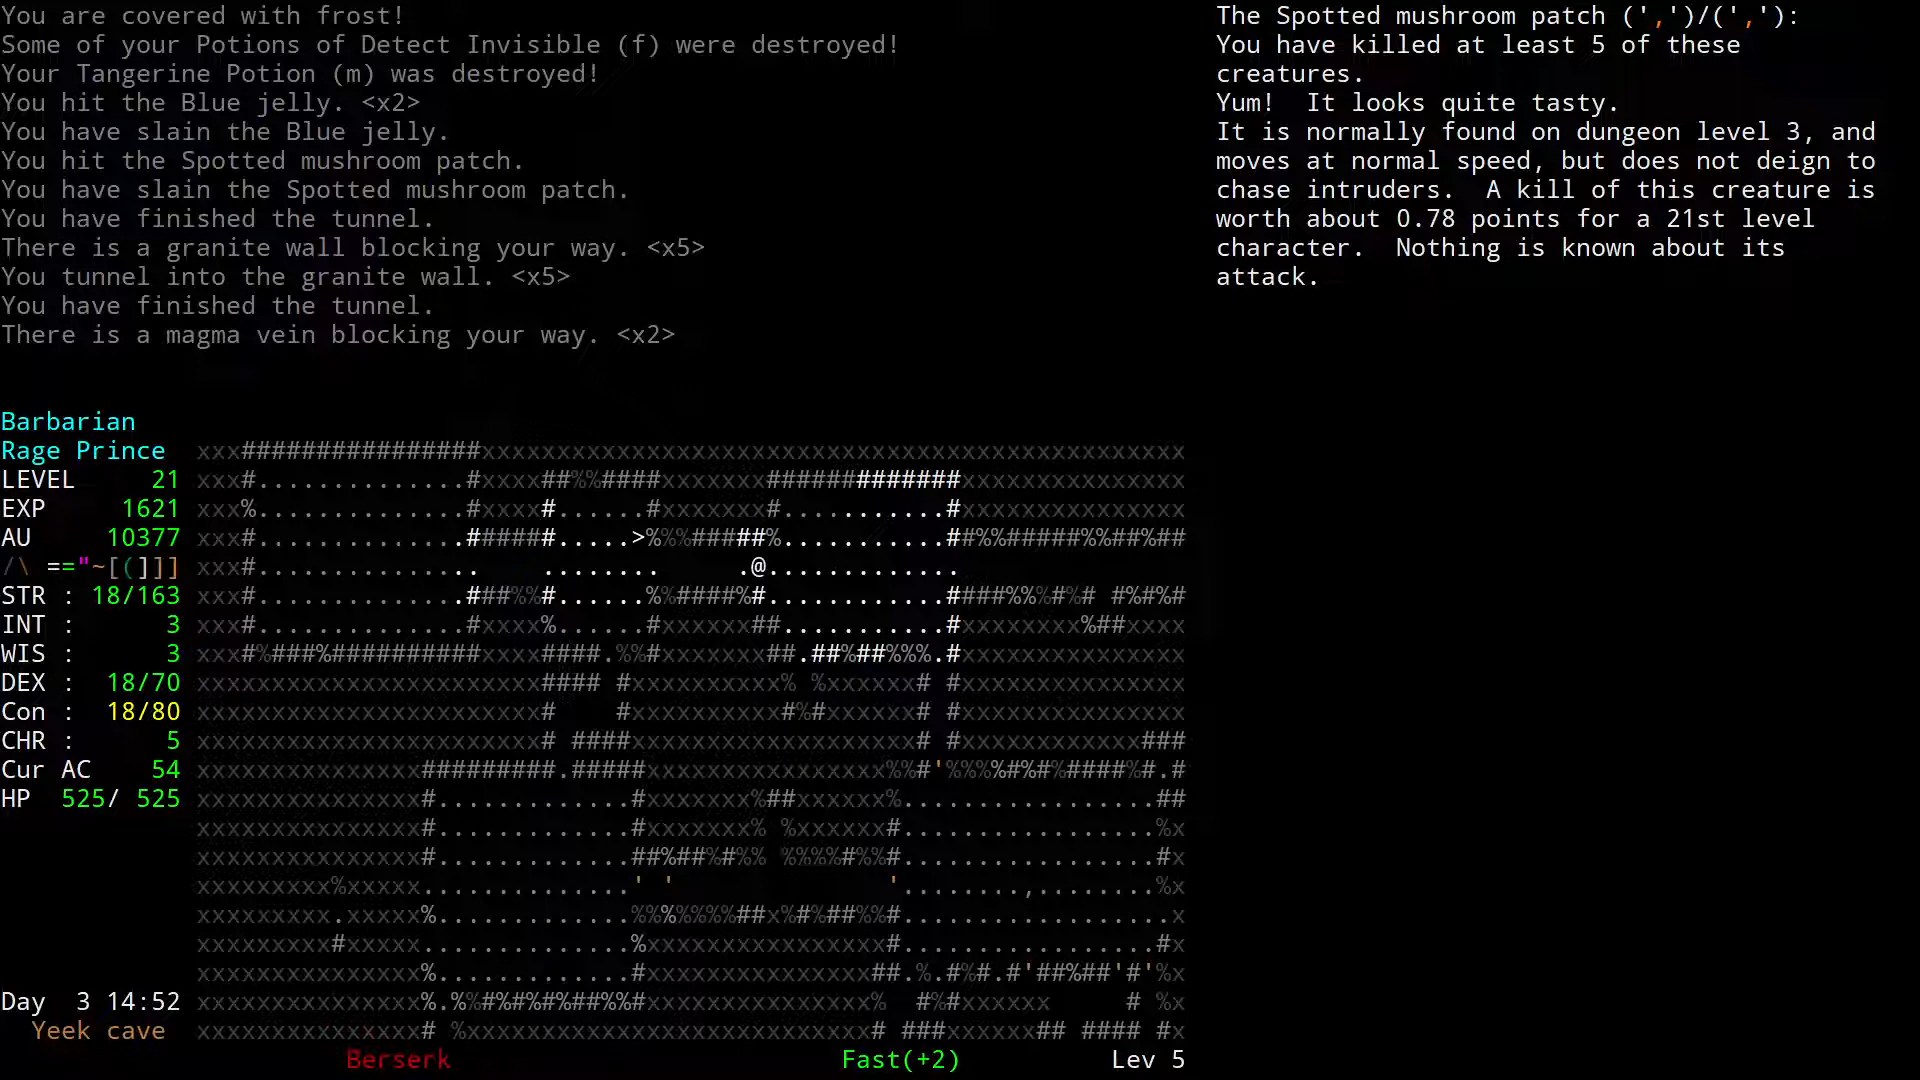 You are covered with frost!
Some of your Potions of Detect Invisible (f) were destroyed!
Your Tangerine Potion (m) was destroyed!
You hit the Blue jelly. <x2>
You have slain the Blue jelly.
You hit the Spotted mushroom patch.
You have slain the Spotted mushroom patch.
You have finished the tunnel.
There is a granite wall blocking your way. <x5>
You tunnel into the granite wall. <x5>
You have finished the tunnel.
There is a magma vein blocking your way. <x2>
The Spotted mushroom patch (',')/(','):
You have killed at least 5 of these
creatures.
Yum!  It looks quite tasty.
It is normally found on dungeon level 3, and
moves at normal speed, but does not deign to
chase intruders.  A kill of this creature is
worth about 0.78 points for a 21st level
character.  Nothing is known about its
attack.
Barbarian
Rage Prince
LEVEL 21
EXP 1621
AU 10377
/\ =="~[(]]]
STR : 18/163
INT : 3
WIS : 3
DEX : 18/70
Con : 18/80
CHR : 5
Cur AC 54
HP 525/ 525
Day 3 14:52
Yeek cave
Berserk
Fast(+2)
Lev 5